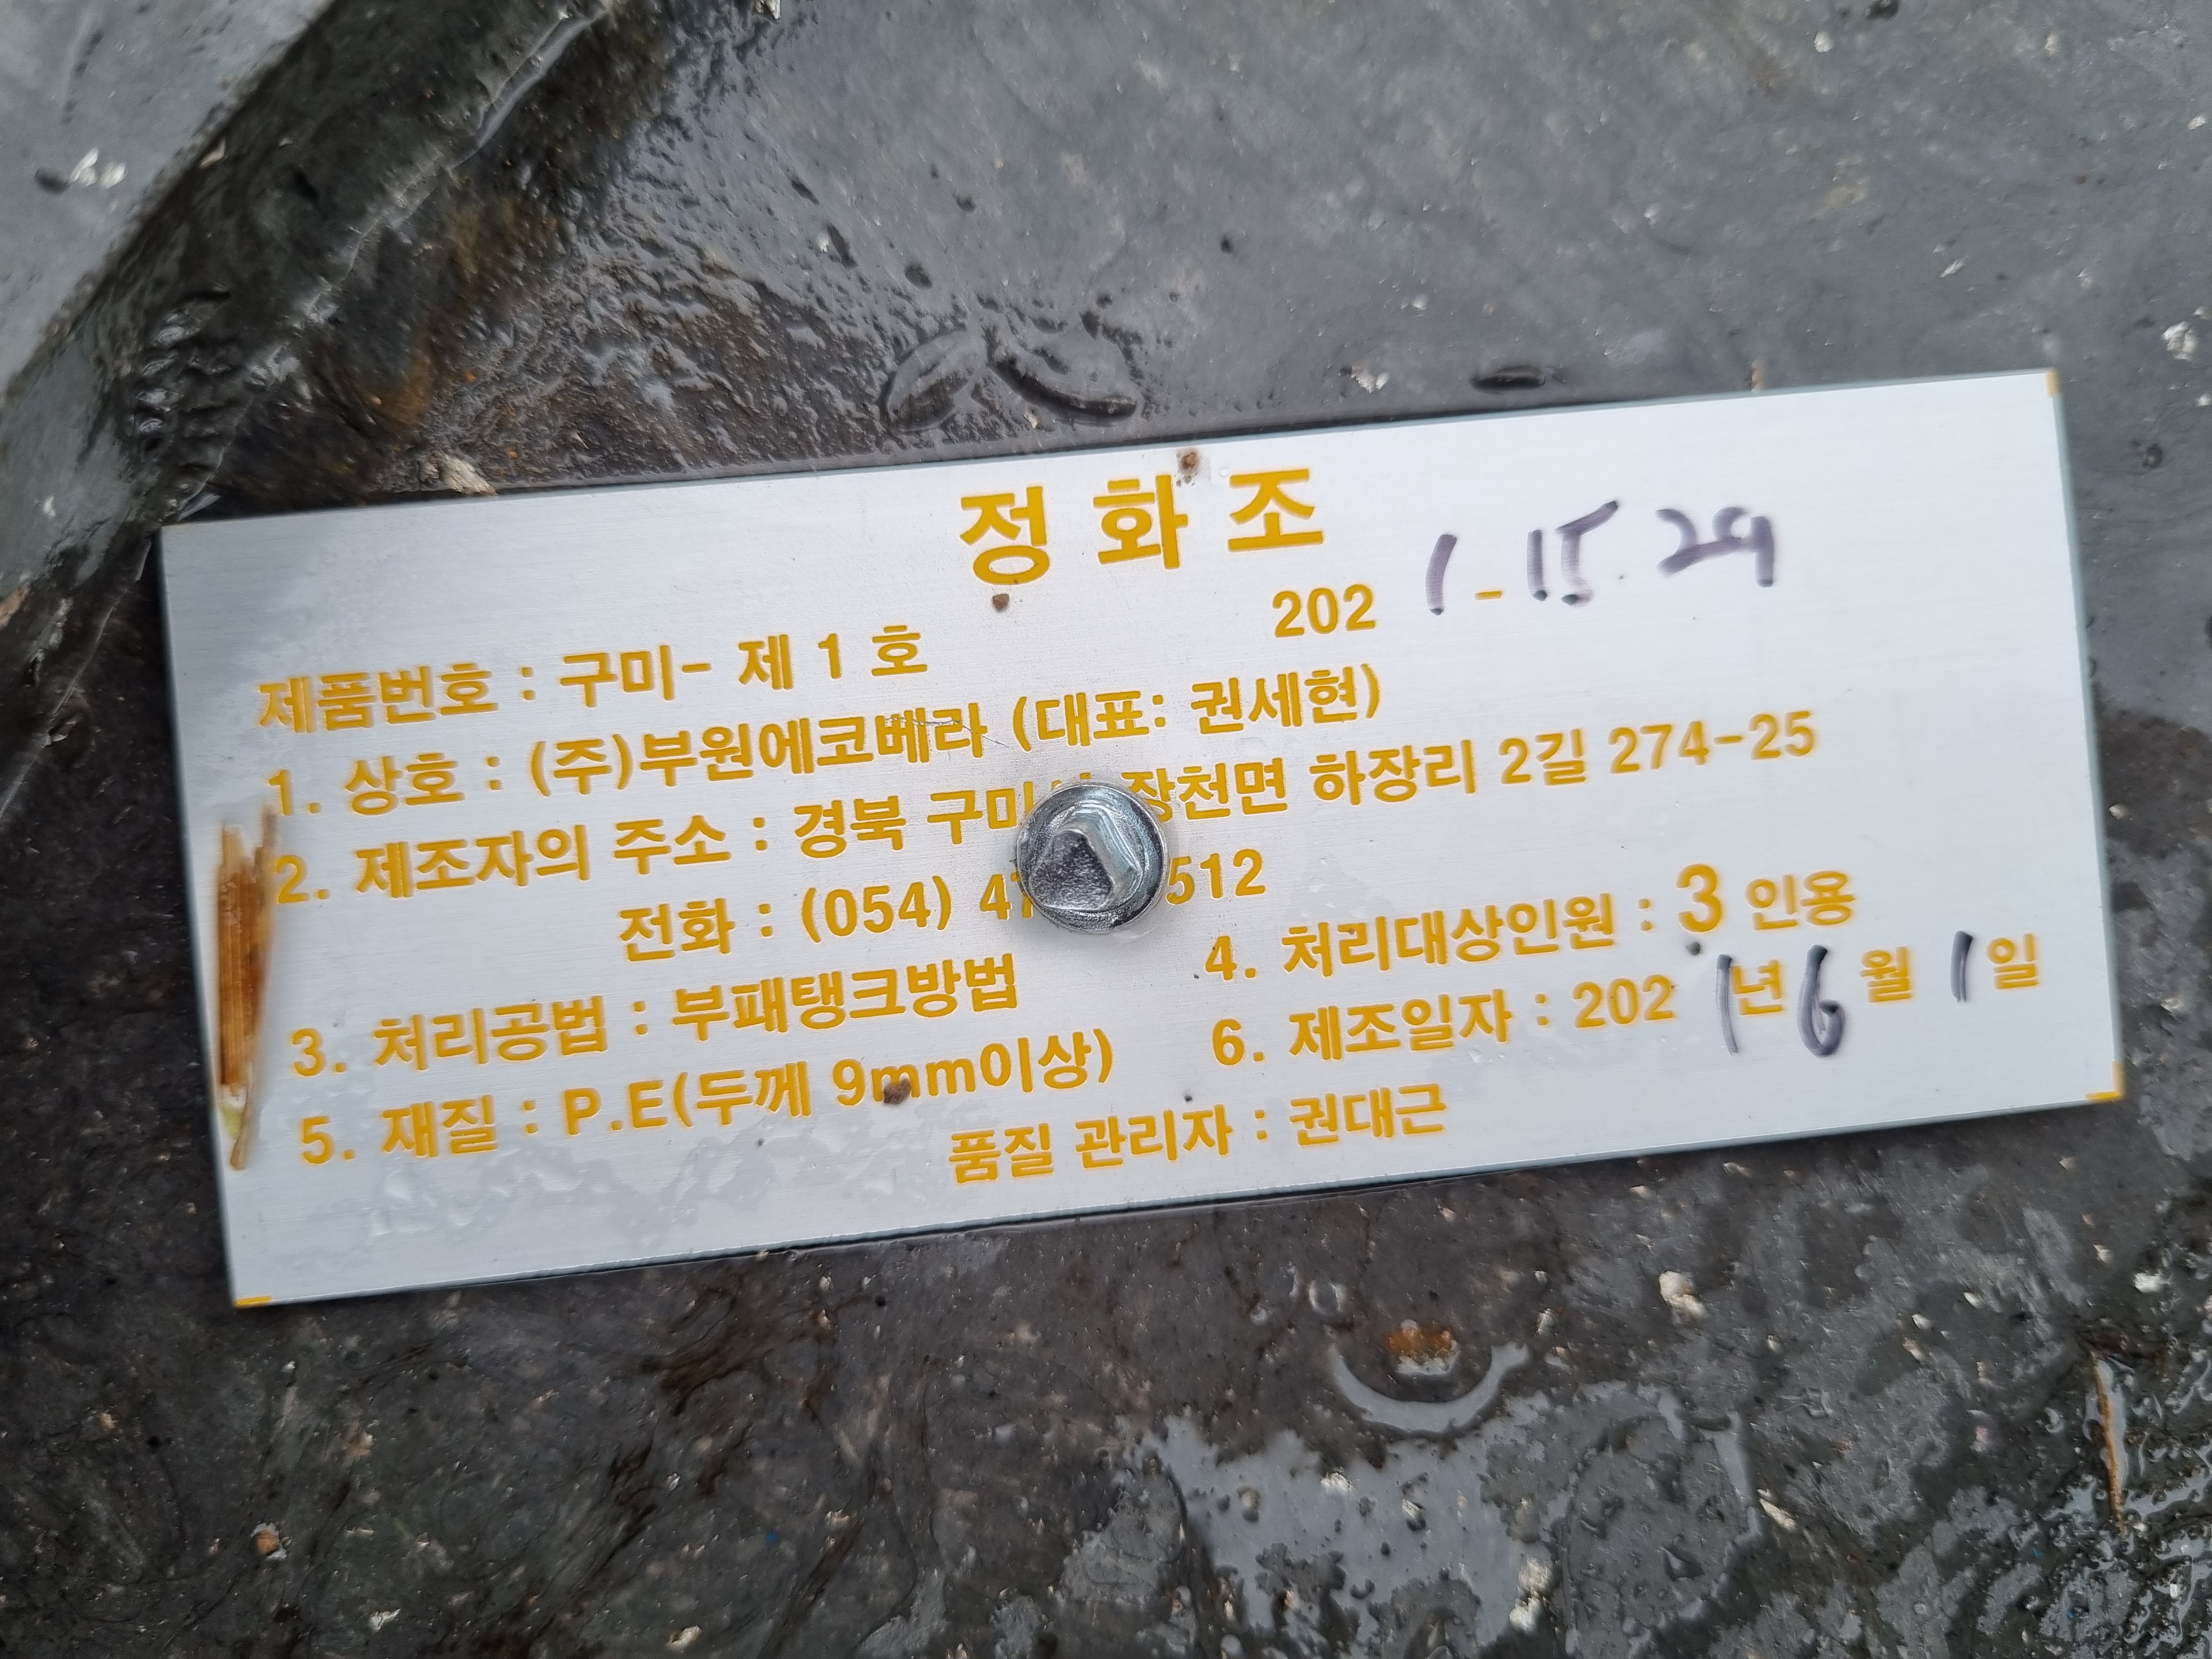 정화조
제품번호 : 구미- 제 1 호 202 1 - 1529
1. 상호 : (주)부원에코베라 (대표: 권세현)
2. 제조자의 주소 : 경북 장천면 하장리 2길 274-25
전화 : (054)
3. 처리공법 : 부패탱크방법 4. 처리대상인원 : 3 인용
5. 재질 : P.E(두께 9mm이상) 6. 제조일자 : 202 1 년 6 월 1 일
품질 관리자 : 권대근